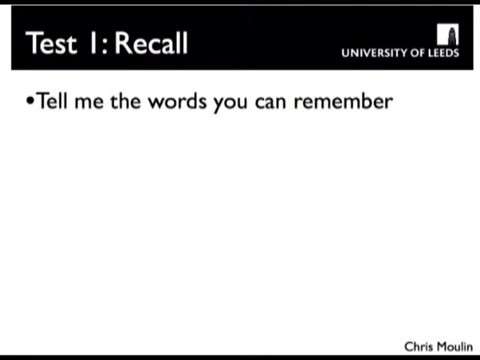 Test 1: Recall
UNIVERSITY OF LEEDS
•Tell me the words you can remember
Chris Moulin